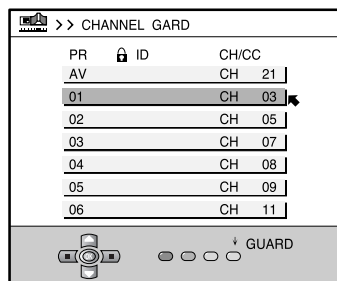 >> CHANNEL GARD
PR ID CH/CC
AV CH 21
01 CH 03
02 CH 05
03 CH 07
04 CH 08
05 CH 09
06 CH 11
GUARD